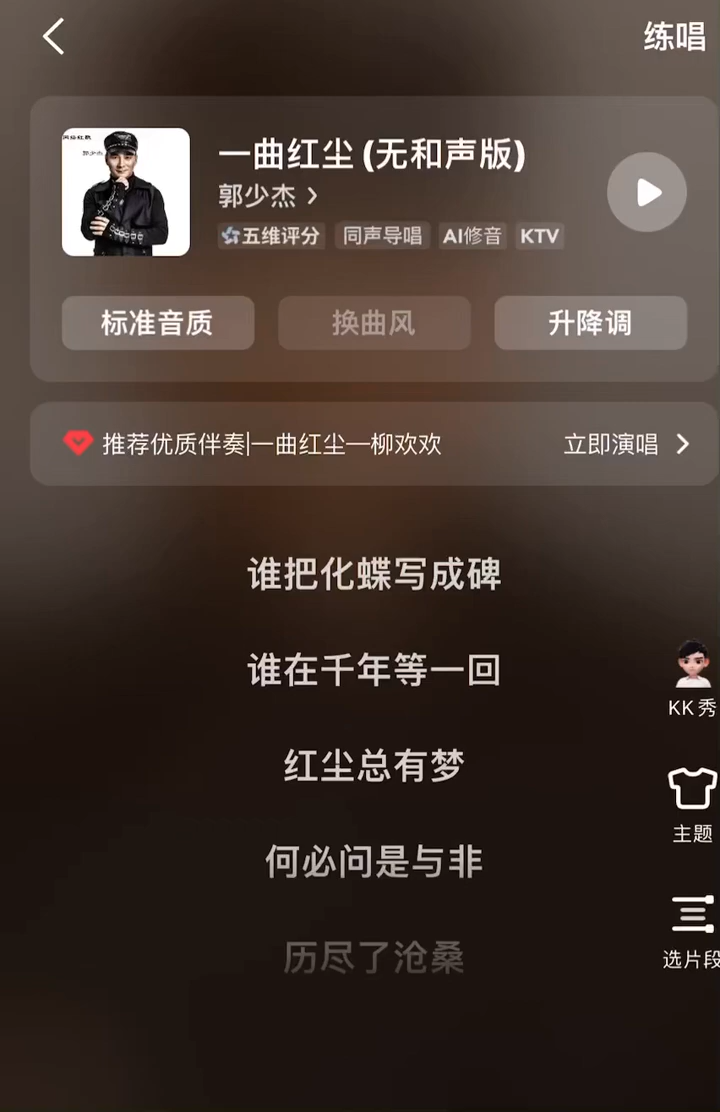 练唱
一曲红尘(无和声版)
郭少杰
五维评分 同声导唱 AI修音 KTV
标准音质 换曲风 升降调
推荐优质伴奏|一曲红尘—柳欢欢 立即演唱
谁把化蝶写成碑
谁在千年等一回
红尘总有梦
何必问是与非
历尽了沧桑
KK秀
主题
选片段